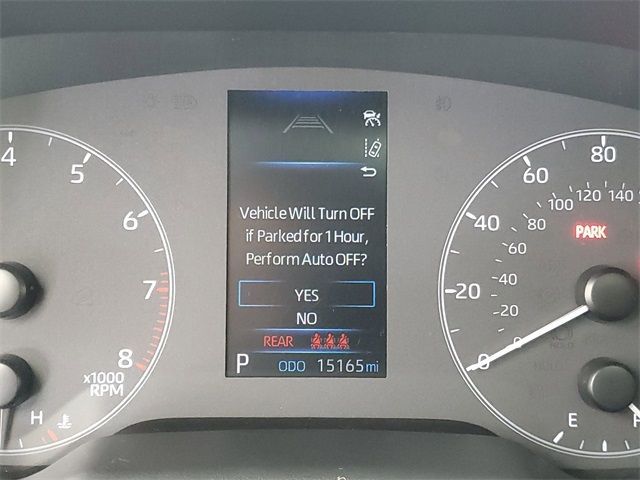 4
5
6
7
8
x1000
RPM
H
Vehicle Will Turn OFF
if Parked for 1 Hour,
Perform Auto OFF?
YES
NO
REAR
P ODO 15165 mi
0
20
40
60
80
0
20
40
60
80
100
120
140
PARK
E